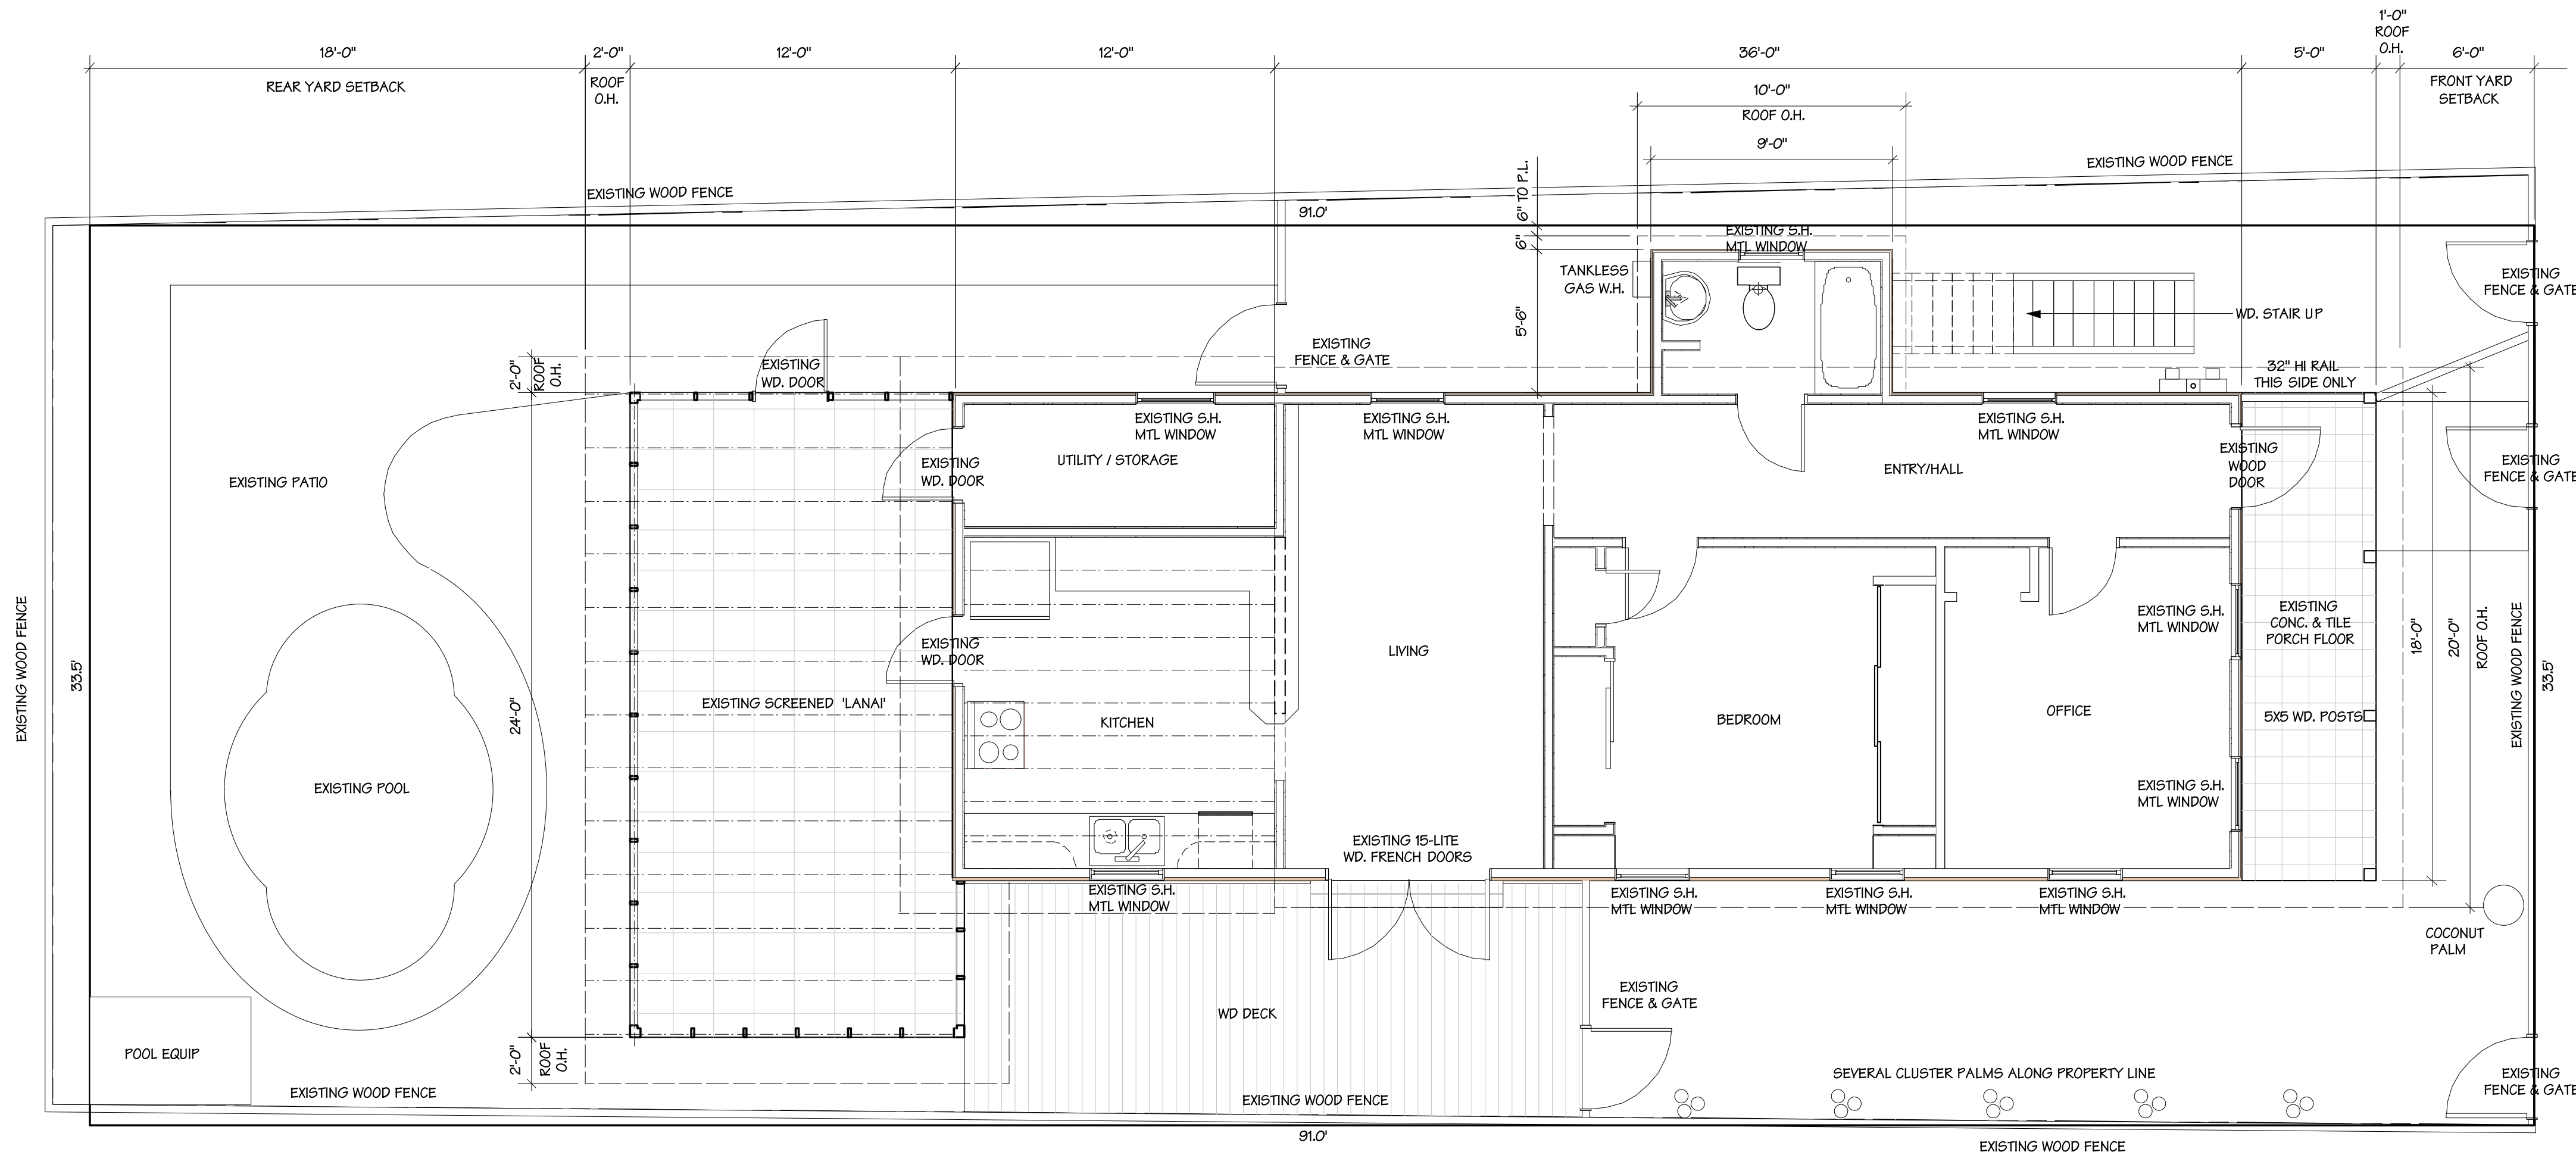 1'-0"
ROOF
O.H.
18'-0"
2'-0"
12'-0"
12'-0"
36'-0"
5'-0"
6'-0"
REAR YARD SETBACK
ROOF
O.H.
FRONT YARD
SETBACK
10'-0"
ROOF O.H.
9'-0"
6" TO P.L.
EXISTING WOOD FENCE
EXISTING WOOD FENCE
91.0'
6"
EXISTING S.H.
MTL WINDOW
TANKLESS
GAS W.H.
EXISTING
FENCE & GATE
5'-6"
WD. STAIR UP
EXISTING
FENCE & GATE
2'-0"
ROOF
O.H.
EXISTING
WD. DOOR
32" HI RAIL
THIS SIDE ONLY
EXISTING S.H.
MTL WINDOW
EXISTING S.H.
MTL WINDOW
EXISTING S.H.
MTL WINDOW
EXISTING PATIO
EXISTING
WD. DOOR
UTILITY / STORAGE
ENTRY/HALL
EXISTING
WOOD
DOOR
EXISTING
FENCE & GATE
EXISTING WOOD FENCE
33.5'
24'-0"
EXISTING
WD. DOOR
LIVING
EXISTING S.H.
MTL WINDOW
EXISTING
CONC. & TILE
PORCH FLOOR
18'-0"
20'-0"
ROOF O.H.
EXISTING WOOD FENCE
33.5'
EXISTING SCREENED 'LANAI'
KITCHEN
BEDROOM
OFFICE
5X5 WD. POSTS
EXISTING POOL
EXISTING S.H.
MTL WINDOW
EXISTING 15-LITE
WD. FRENCH DOORS
EXISTING S.H.
MTL WINDOW
EXISTING S.H.
MTL WINDOW
EXISTING S.H.
MTL WINDOW
EXISTING S.H.
MTL WINDOW
COCONUT
PALM
EXISTING
FENCE & GATE
WD DECK
POOL EQUIP
2'-0"
ROOF
O.H.
SEVERAL CLUSTER PALMS ALONG PROPERTY LINE
EXISTING
FENCE & GATE
EXISTING WOOD FENCE
EXISTING WOOD FENCE
91.0'
EXISTING WOOD FENCE